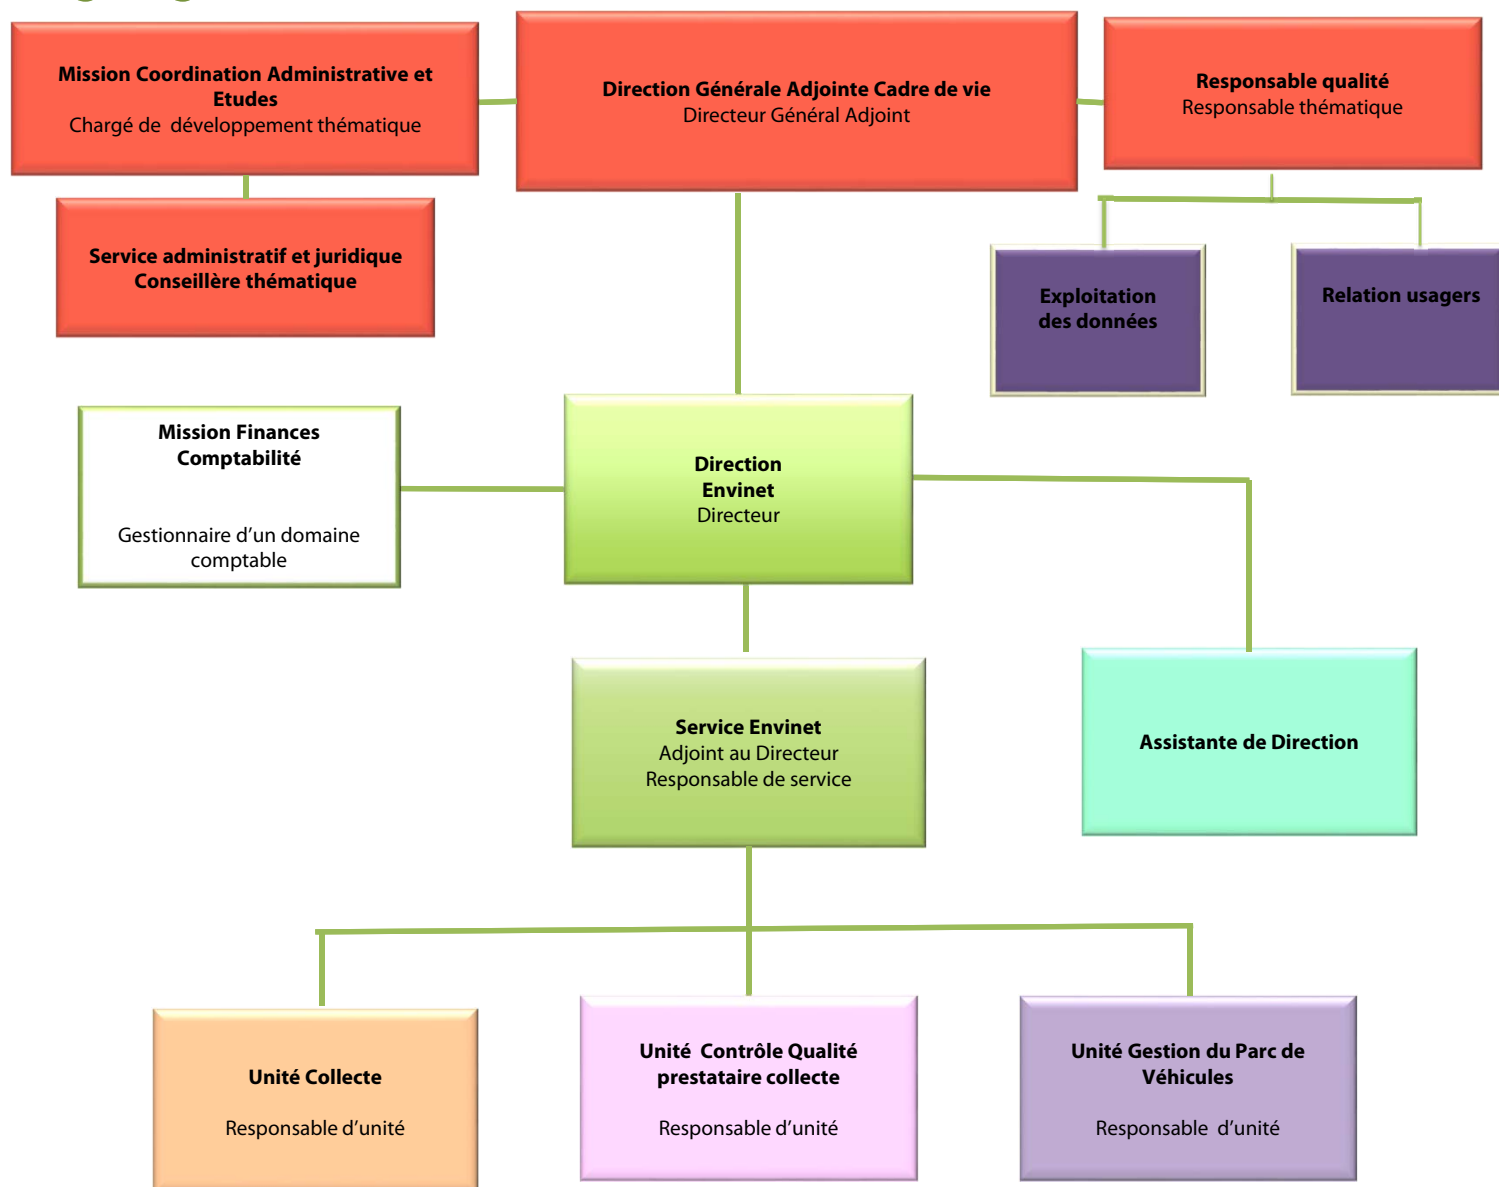 Mission Coordination Administrative et
Etudes
Chargé de développement thématique
Direction Générale Adjointe Cadre de vie
Directeur Général Adjoint
Responsable qualité
Responsable thématique
Service administratif et juridique
Conseillère thématique
Exploitation
des données
Relation usagers
Mission Finances
Comptabilité
Gestionnaire d’un domaine
comptable
Direction
Envinet
Directeur
Service Envinet
Adjoint au Directeur
Responsable de service
Assistante de Direction
Unité Collecte
Responsable d’unité
Unité Contrôle Qualité
prestataire collecte
Responsable d’unité
Unité Gestion du Parc de
Véhicules
Responsable d’unité